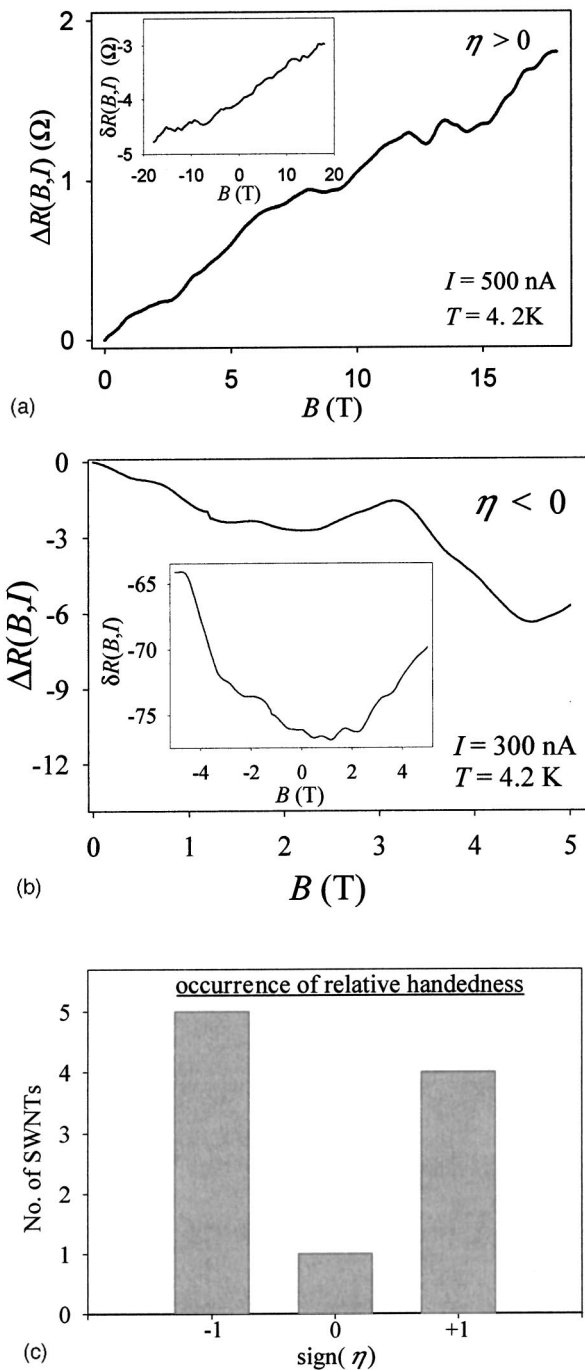 2
1
0
ΔR(B,I) (Ω)
-3
-4
-5
δR(B,I) (Ω)
-20 -10 0 10 20
B (T)
η > 0
I = 500 nA
T = 4. 2K
0 5 10 15
B (T)
(a)
0
-3
-6
-9
-12
ΔR(B,I)
η < 0
-65
-70
-75
δR(B,I)
-4 -2 0 2 4
B (T)
I = 300 nA
T = 4.2 K
0 1 2 3 4 5
B (T)
(b)
occurrence of relative handedness
5
4
3
2
1
0
No. of SWNTs
-1 0 +1
sign( η )
(c)